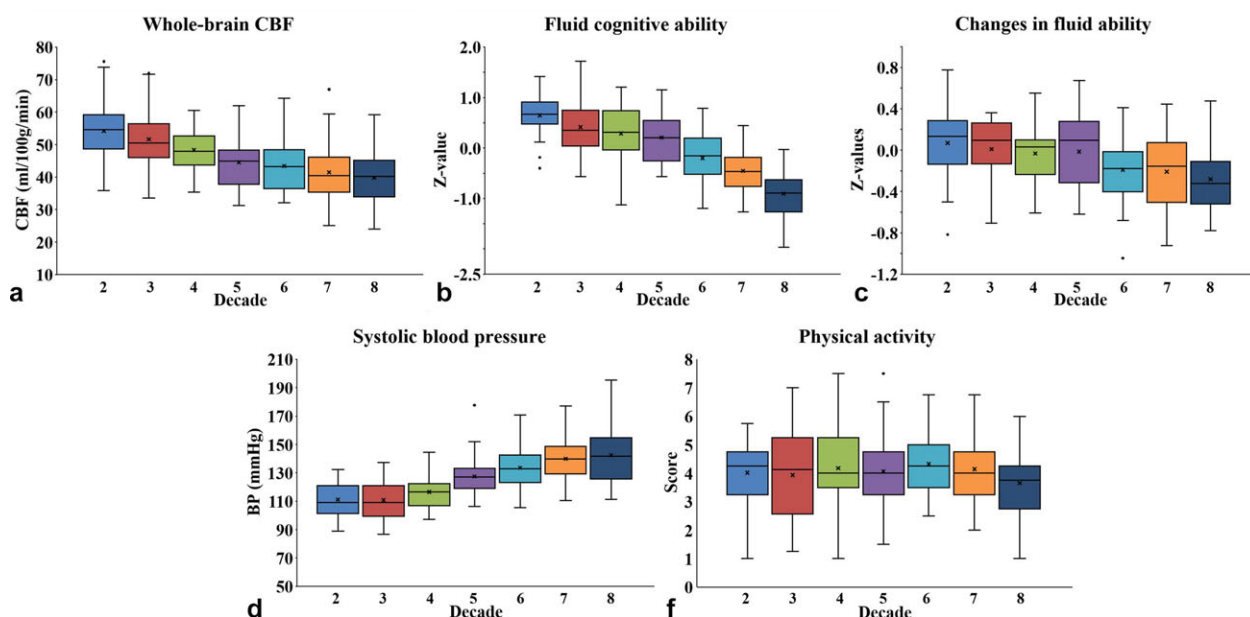 Whole-brain CBF
CBF (ml/100g/min)
80
70
60
50
40
30
20
10
2 3 4 5 6 7 8
Decade
a
Fluid cognitive ability
Z-value
2.0
1.0
0.0
-1.0
-2.5
2 3 4 5 6 7 8
Decade
b
Changes in fluid ability
Z-values
0.8
0.4
0.0
-0.4
-0.8
-1.2
2 3 4 5 6 7 8
Decade
c
Systolic blood pressure
BP (mmHg)
210
190
170
150
130
110
90
70
50
2 3 4 5 6 7 8
Decade
d
Physical activity
Score
8
7
6
5
4
3
2
1
0
2 3 4 5 6 7 8
Decade
f